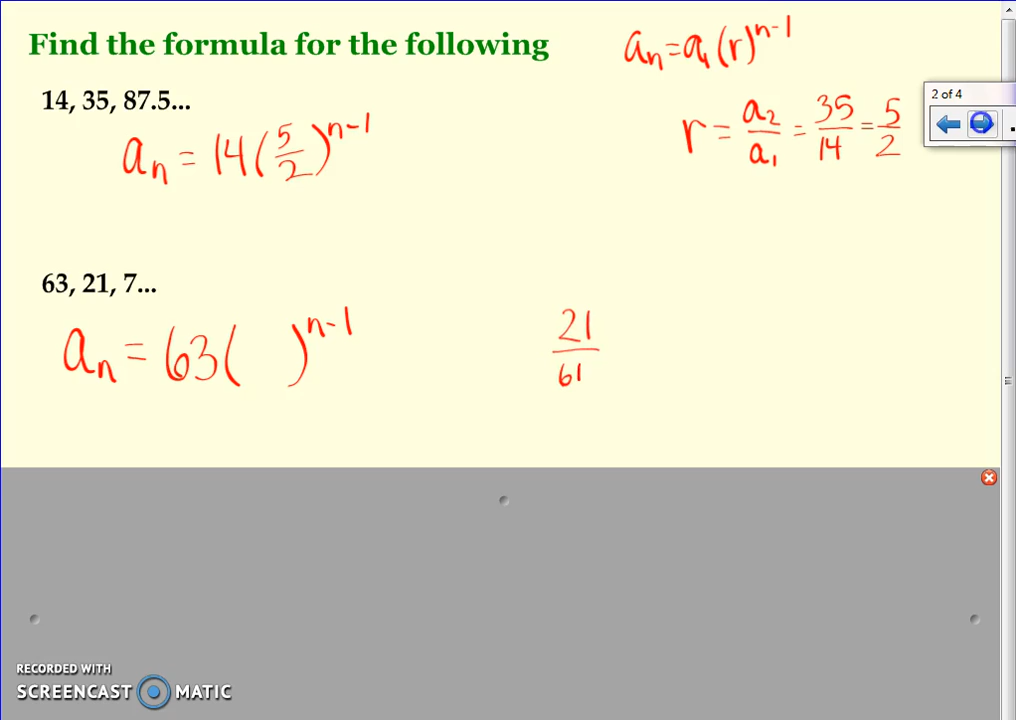 Find the formula for the following
aₙ = a₁(r)ⁿ⁻¹
14, 35, 87.5...
2 of 4
aₙ = 14(5/2)ⁿ⁻¹
r = a₂/a₁ = 35/14 = 5/2
63, 21, 7...
aₙ = 63( )ⁿ⁻¹
21/61
RECORDED WITH
SCREENCAST MATIC